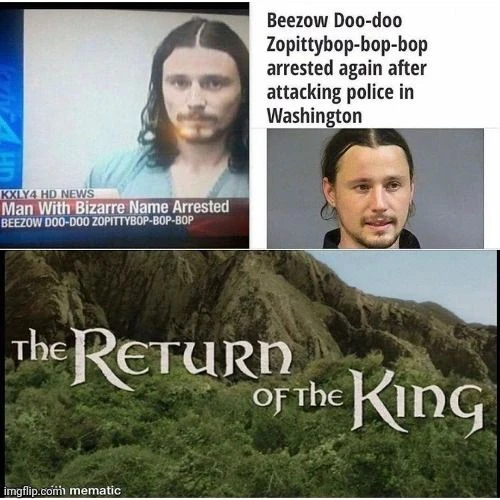 KXLY4 HD NEWS
Man With Bizarre Name Arrested
BEEZOW DOO-DOO ZOPITTYBOP-BOP-BOP
Beezow Doo-doo
Zopittybop-bop-bop
arrested again after
attacking police in
Washington
The Return
of the King
imgflip.com mematic